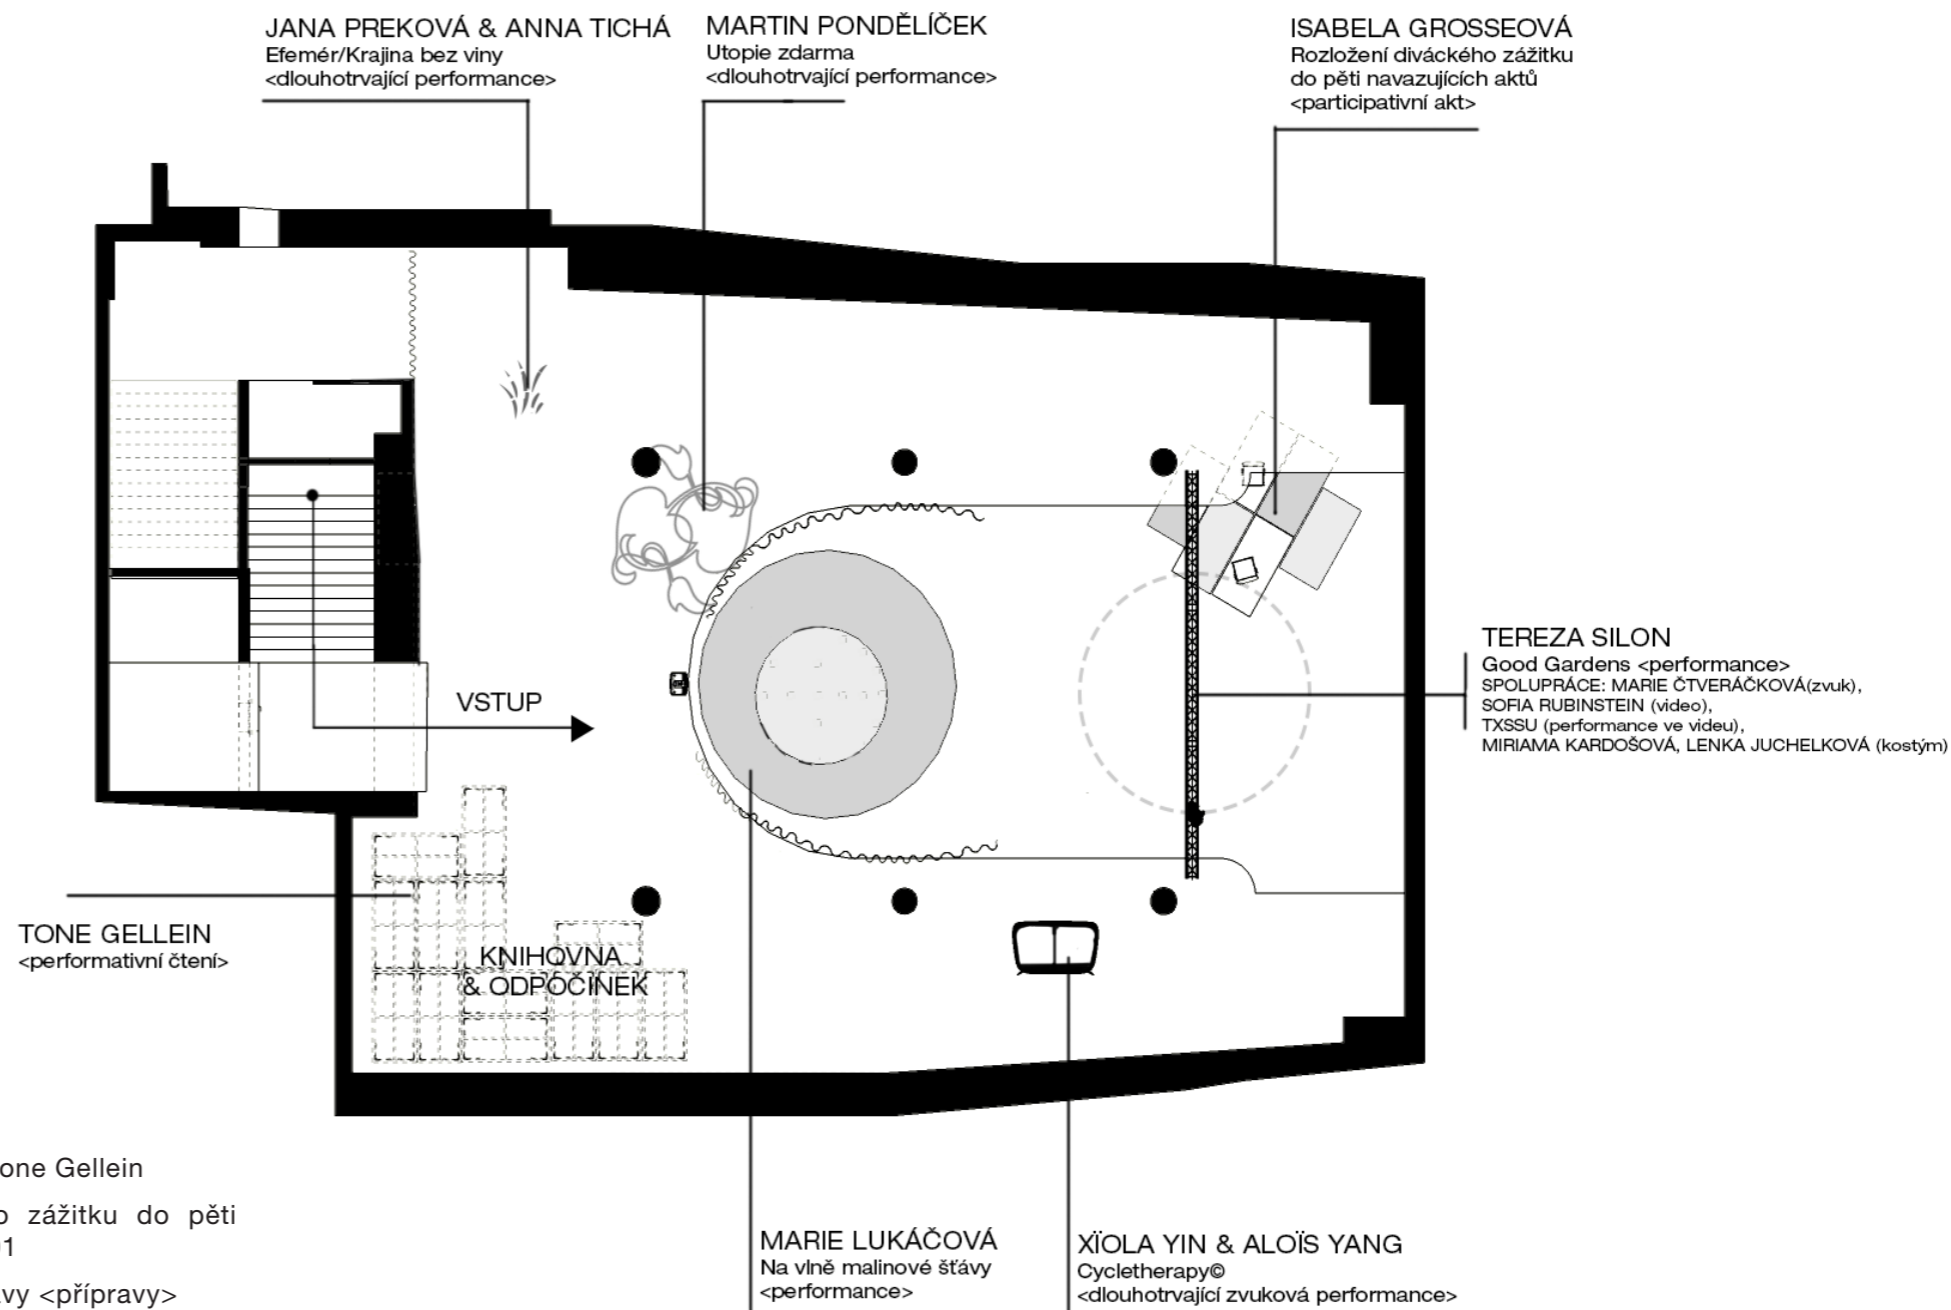 JANA PREKOVÁ & ANNA TICHÁ
Efemér/Krajina bez viny
<dlouhotrvající performance>
MARTIN PONDĚLÍČEK
Utopie zdarma
<dlouhotrvající performance>
ISABELA GROSSEOVÁ
Rozložení diváckého zážitku
do pěti navazujících aktů
<participativní akt>
VSTUP
TEREZA SILON
Good Gardens <performance>
SPOLUPRÁCE: MARIE ČTVERÁČKOVÁ(zvuk),
SOFIA RUBINSTEIN (video),
TXSSU (performance ve videu),
MIRIAMA KARDOŠOVÁ, LENKA JUCHELKOVÁ (kostým)
TONE GELLEIN
<performativní čtení>
KNIHOVNA
& ODPOČINEK
one Gellein
o zážitku do pěti
01
avy <přípravy>
MARIE LUKÁČOVÁ
Na vlně malinové šťávy
<performance>
XÏOLA YIN & ALOÏS YANG
Cycletherapy©
<dlouhotrvající zvuková performance>